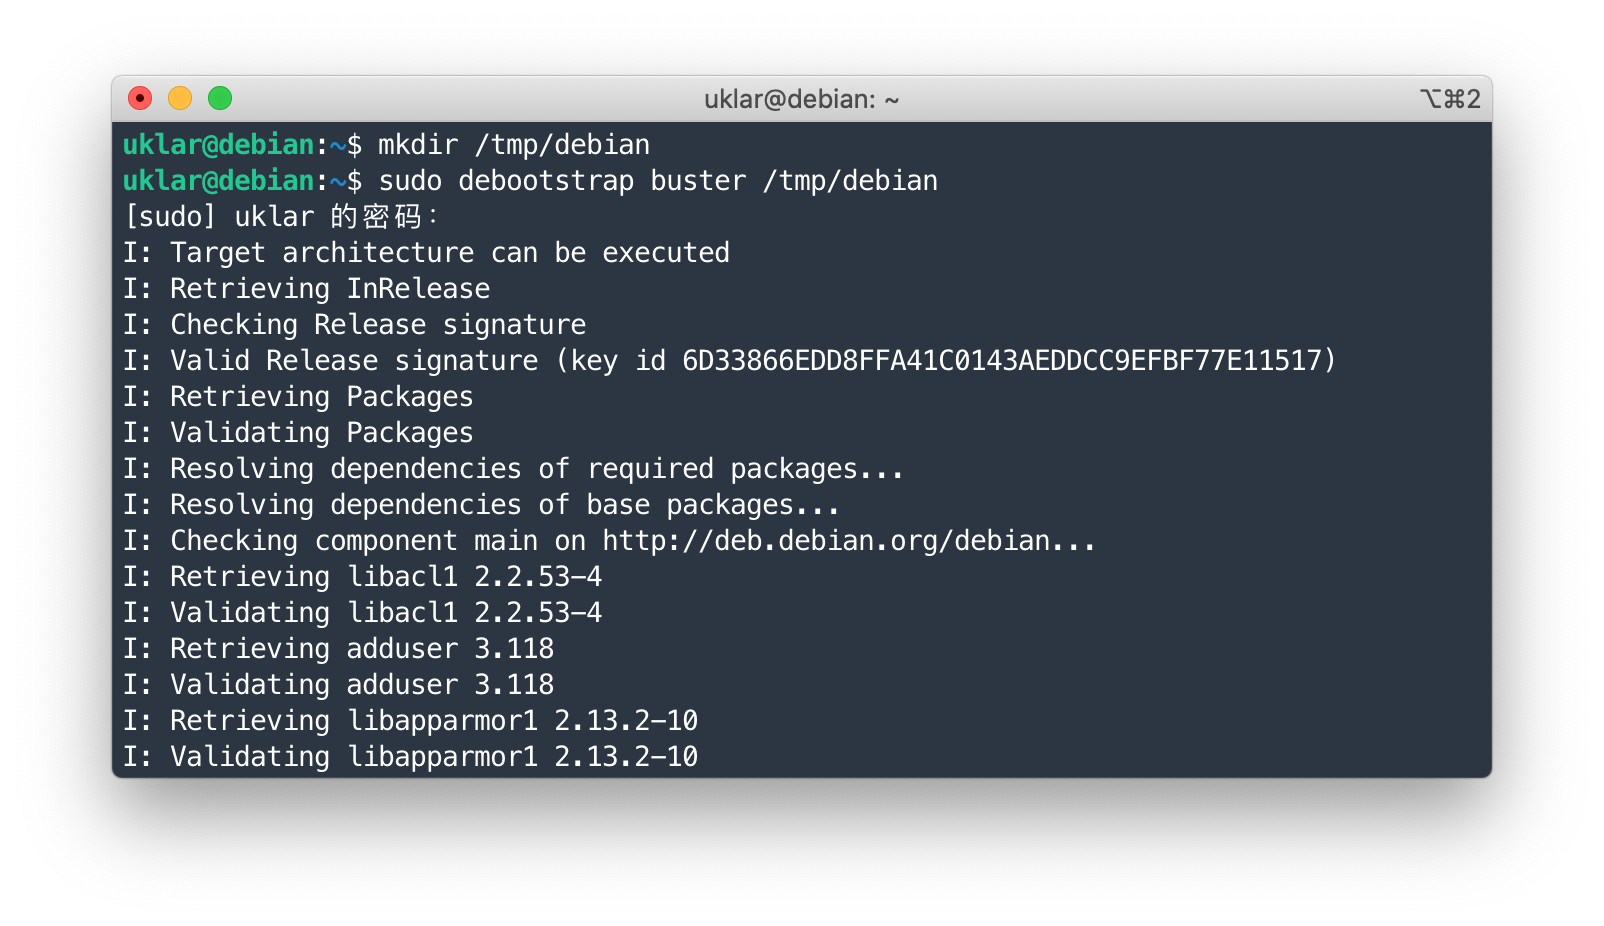 uklar@debian: ~
⌥⌘2
uklar@debian:~$ mkdir /tmp/debian
uklar@debian:~$ sudo debootstrap buster /tmp/debian
[sudo] uklar 的密码：
I: Target architecture can be executed
I: Retrieving InRelease
I: Checking Release signature
I: Valid Release signature (key id 6D33866EDD8FFA41C0143AEDDCC9EFBF77E11517)
I: Retrieving Packages
I: Validating Packages
I: Resolving dependencies of required packages...
I: Resolving dependencies of base packages...
I: Checking component main on http://deb.debian.org/debian...
I: Retrieving libacl1 2.2.53-4
I: Validating libacl1 2.2.53-4
I: Retrieving adduser 3.118
I: Validating adduser 3.118
I: Retrieving libapparmor1 2.13.2-10
I: Validating libapparmor1 2.13.2-10